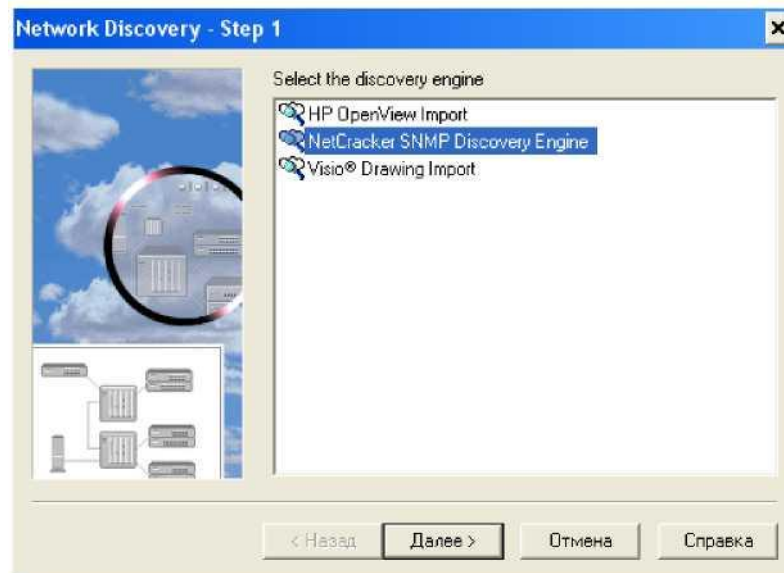 Network Discovery - Step 1
Select the discovery engine
HP OpenView Import
NetCracker SNMP Discovery Engine
Visio® Drawing Import
< Назад
Далее >
Отмена
Справка